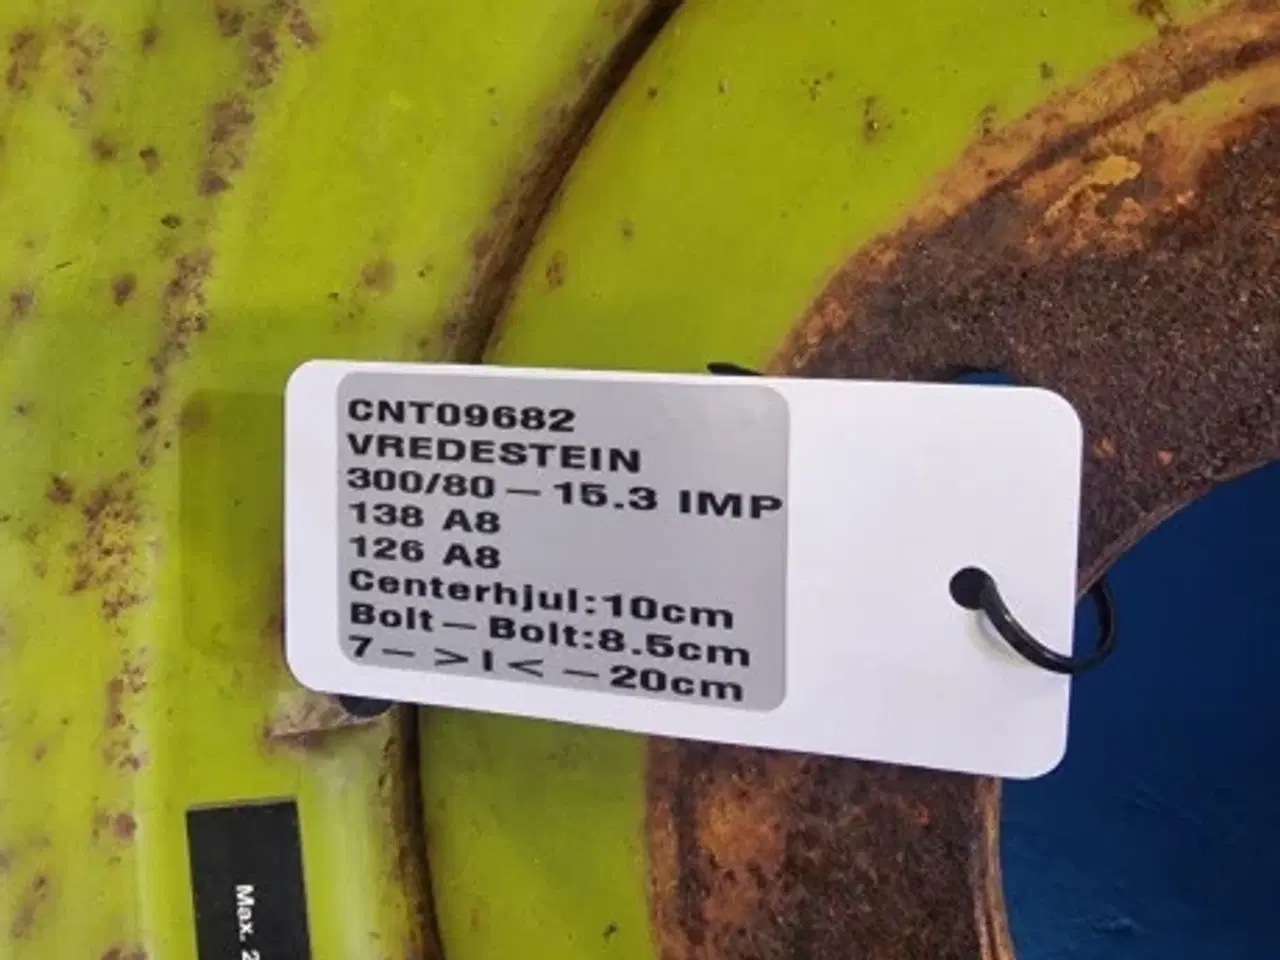 CNT09682
VREDESTEIN
300/80 – 15.3 IMP
138 A8
126 A8
Centerhjul:10cm
Bolt – Bolt:8.5cm
7– >I< –20cm
Max. 2